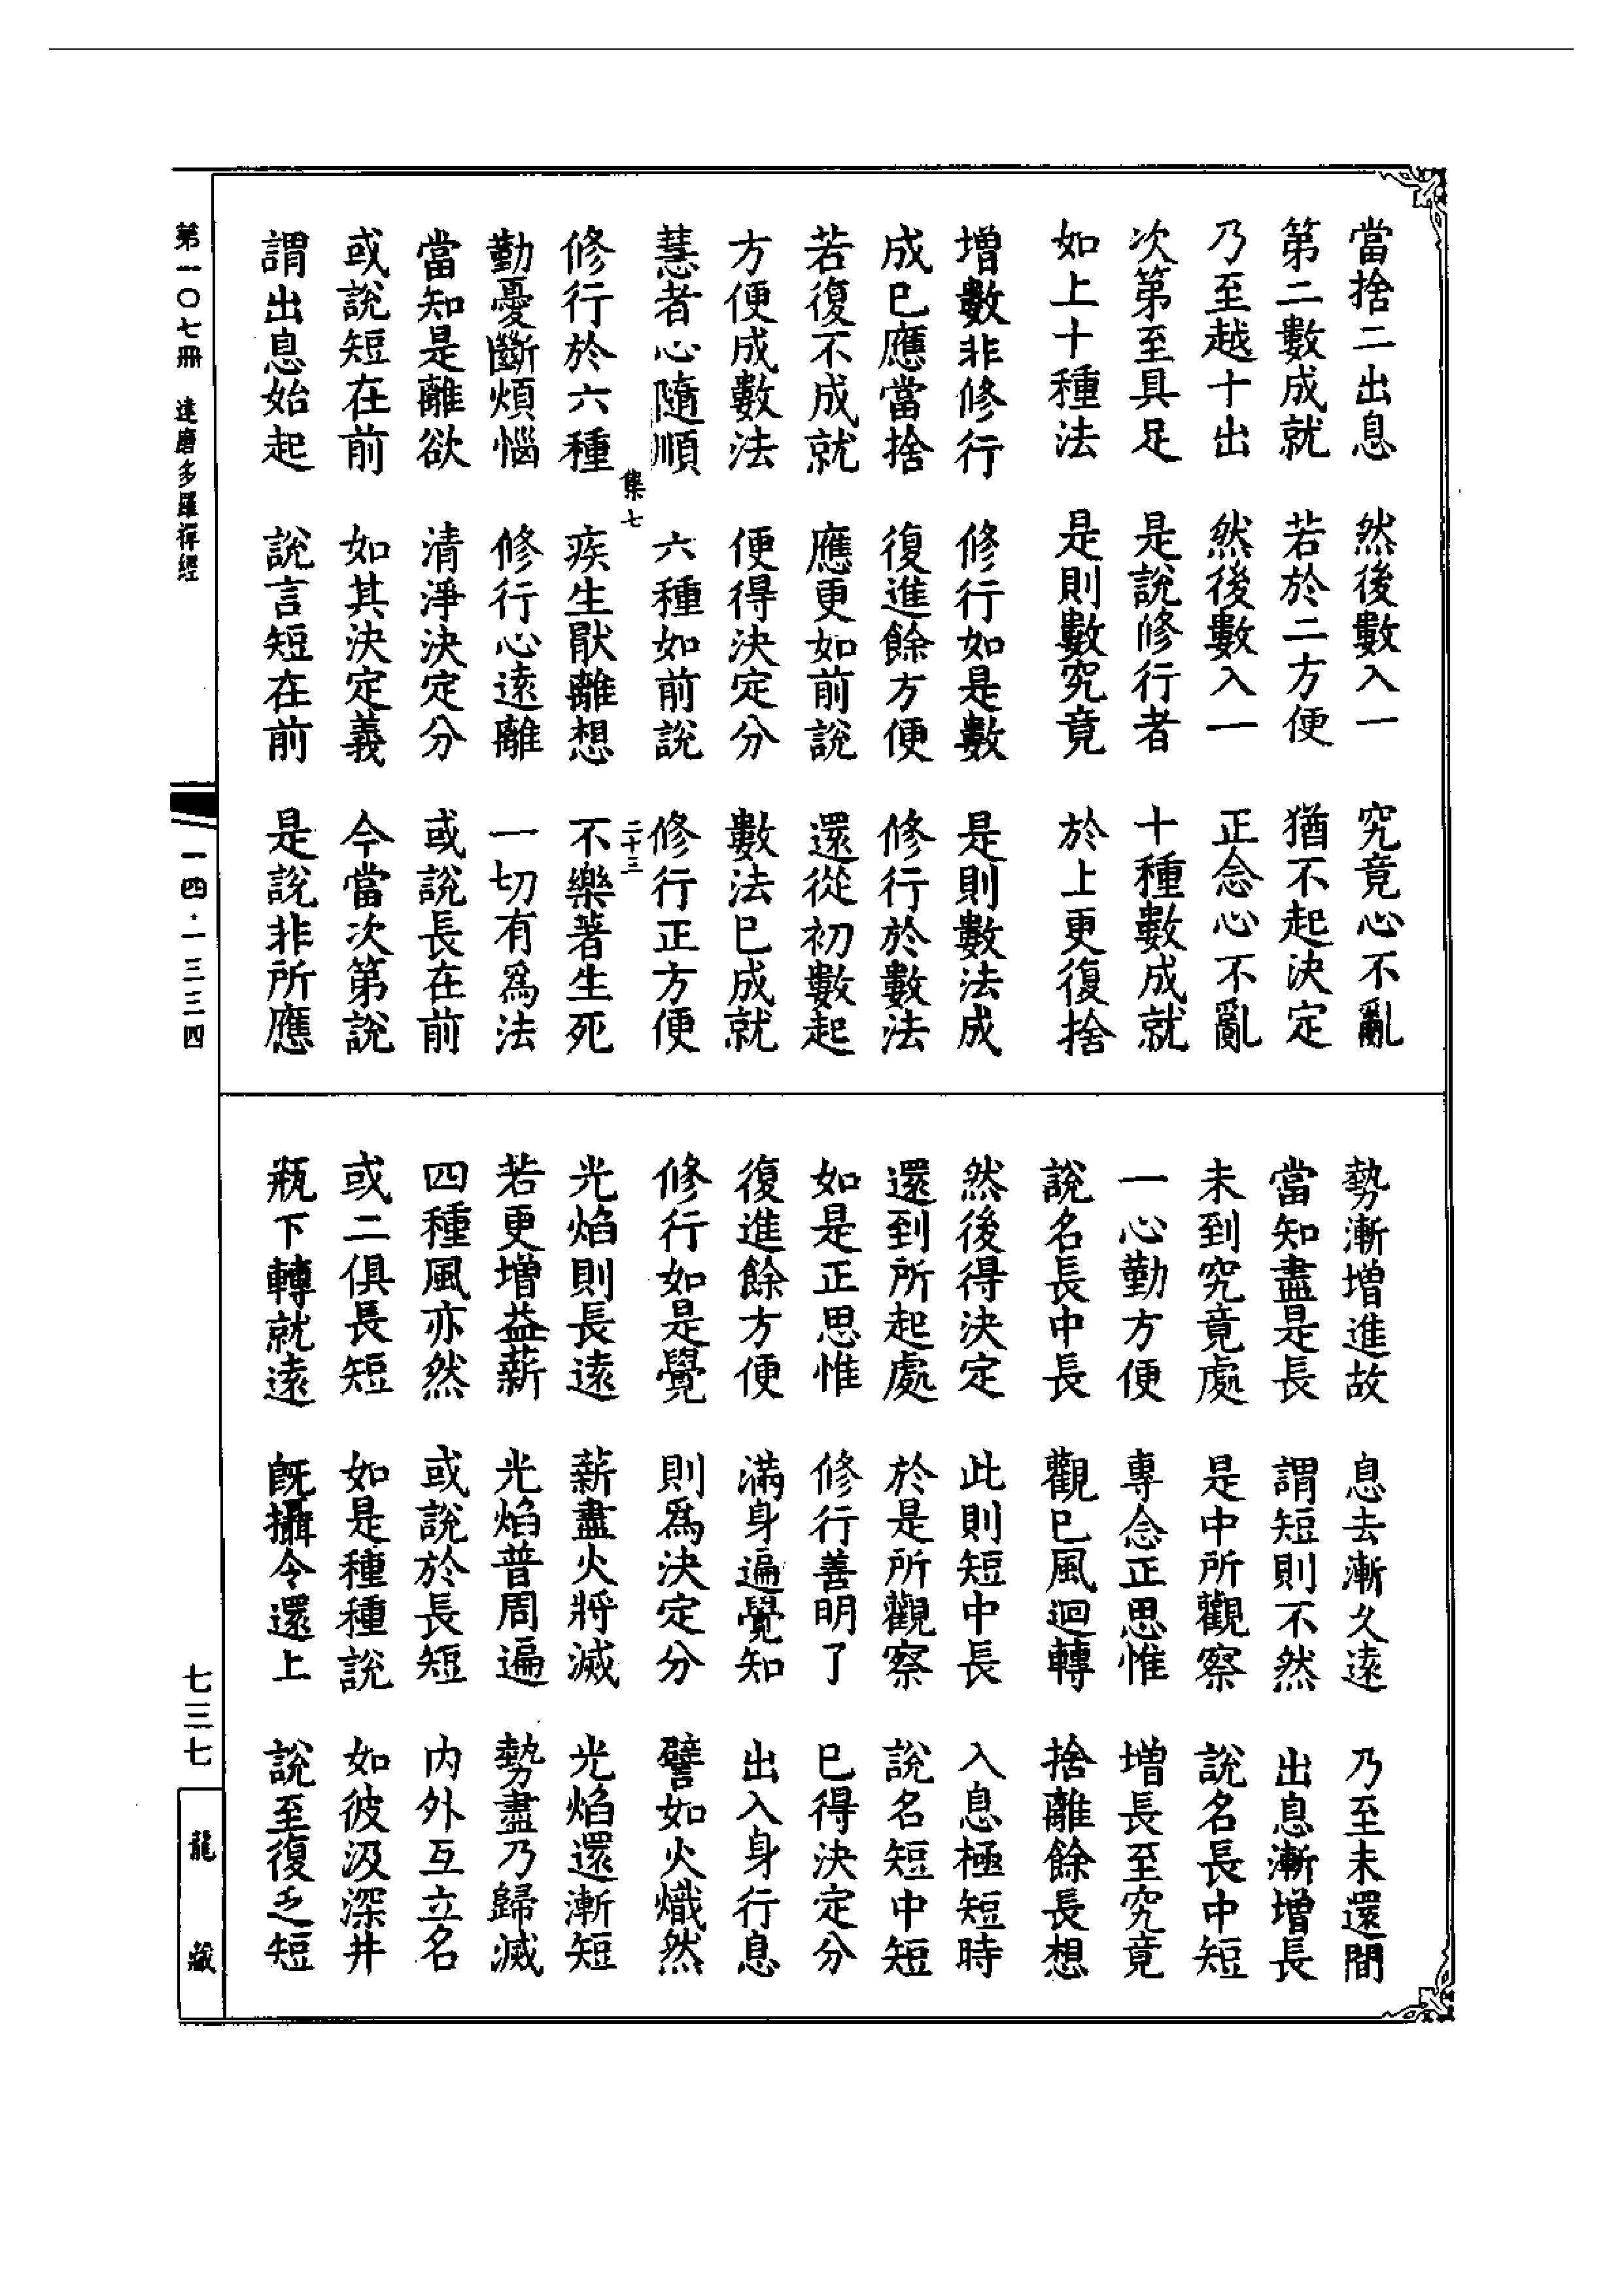 當捨二出息　然後數入一　究竟心不亂
第二數成就　若於二方便　猶不起決定
乃至越十出　然後數入一　正念心不亂
次第至具足　是說修行者　十種數成就
如上十種法　是則數究竟　於上更復捨
增數非修行　修行如是數　是則數法成
成已應當捨　復進餘方便　修行於數法
若復不成就　應更如前說　還從初數起
方便成數法　便得決定分　數法已成就
慧者心隨順　六種如前說　修行正方便
集七　二十三
修行於六種　疾生厭離想　不樂著生死
勤憂斷煩惱　修行心遠離　一切有為法
當知是離欲　清淨決定分　或說長在前
或說短在前　如其決定義　今當次第說
謂出息始起　說言短在前　是說非所應
勢漸增進故　息去漸久遠　乃至未還間
當知盡是長　謂短則不然　出息漸增長
未到究竟處　是中所觀察　說名長中短
一心勤方便　專念正思惟　增長至究竟
說名長中長　觀已風迴轉　捨離餘長想
然後得決定　此則短中長　入息極短時
還到所起處　於是所觀察　說名短中短
如是正思惟　修行善明了　已得決定分
復進餘方便　滿身遍覺知　出入身行息
修行如是覺　則為決定分　譬如火熾然
光焰則長遠　薪盡火將滅　光焰還漸短
若更增益薪　光焰普周遍　勢盡乃歸滅
四種風亦然　或說於長短　內外互立名
或二俱長短　如是種種說　如彼汲深井
瓶下轉就遠　既攝令還上　說至復乏短
第一〇七冊　達磨多羅禪經
一四·一三三四
七三七
龍藏